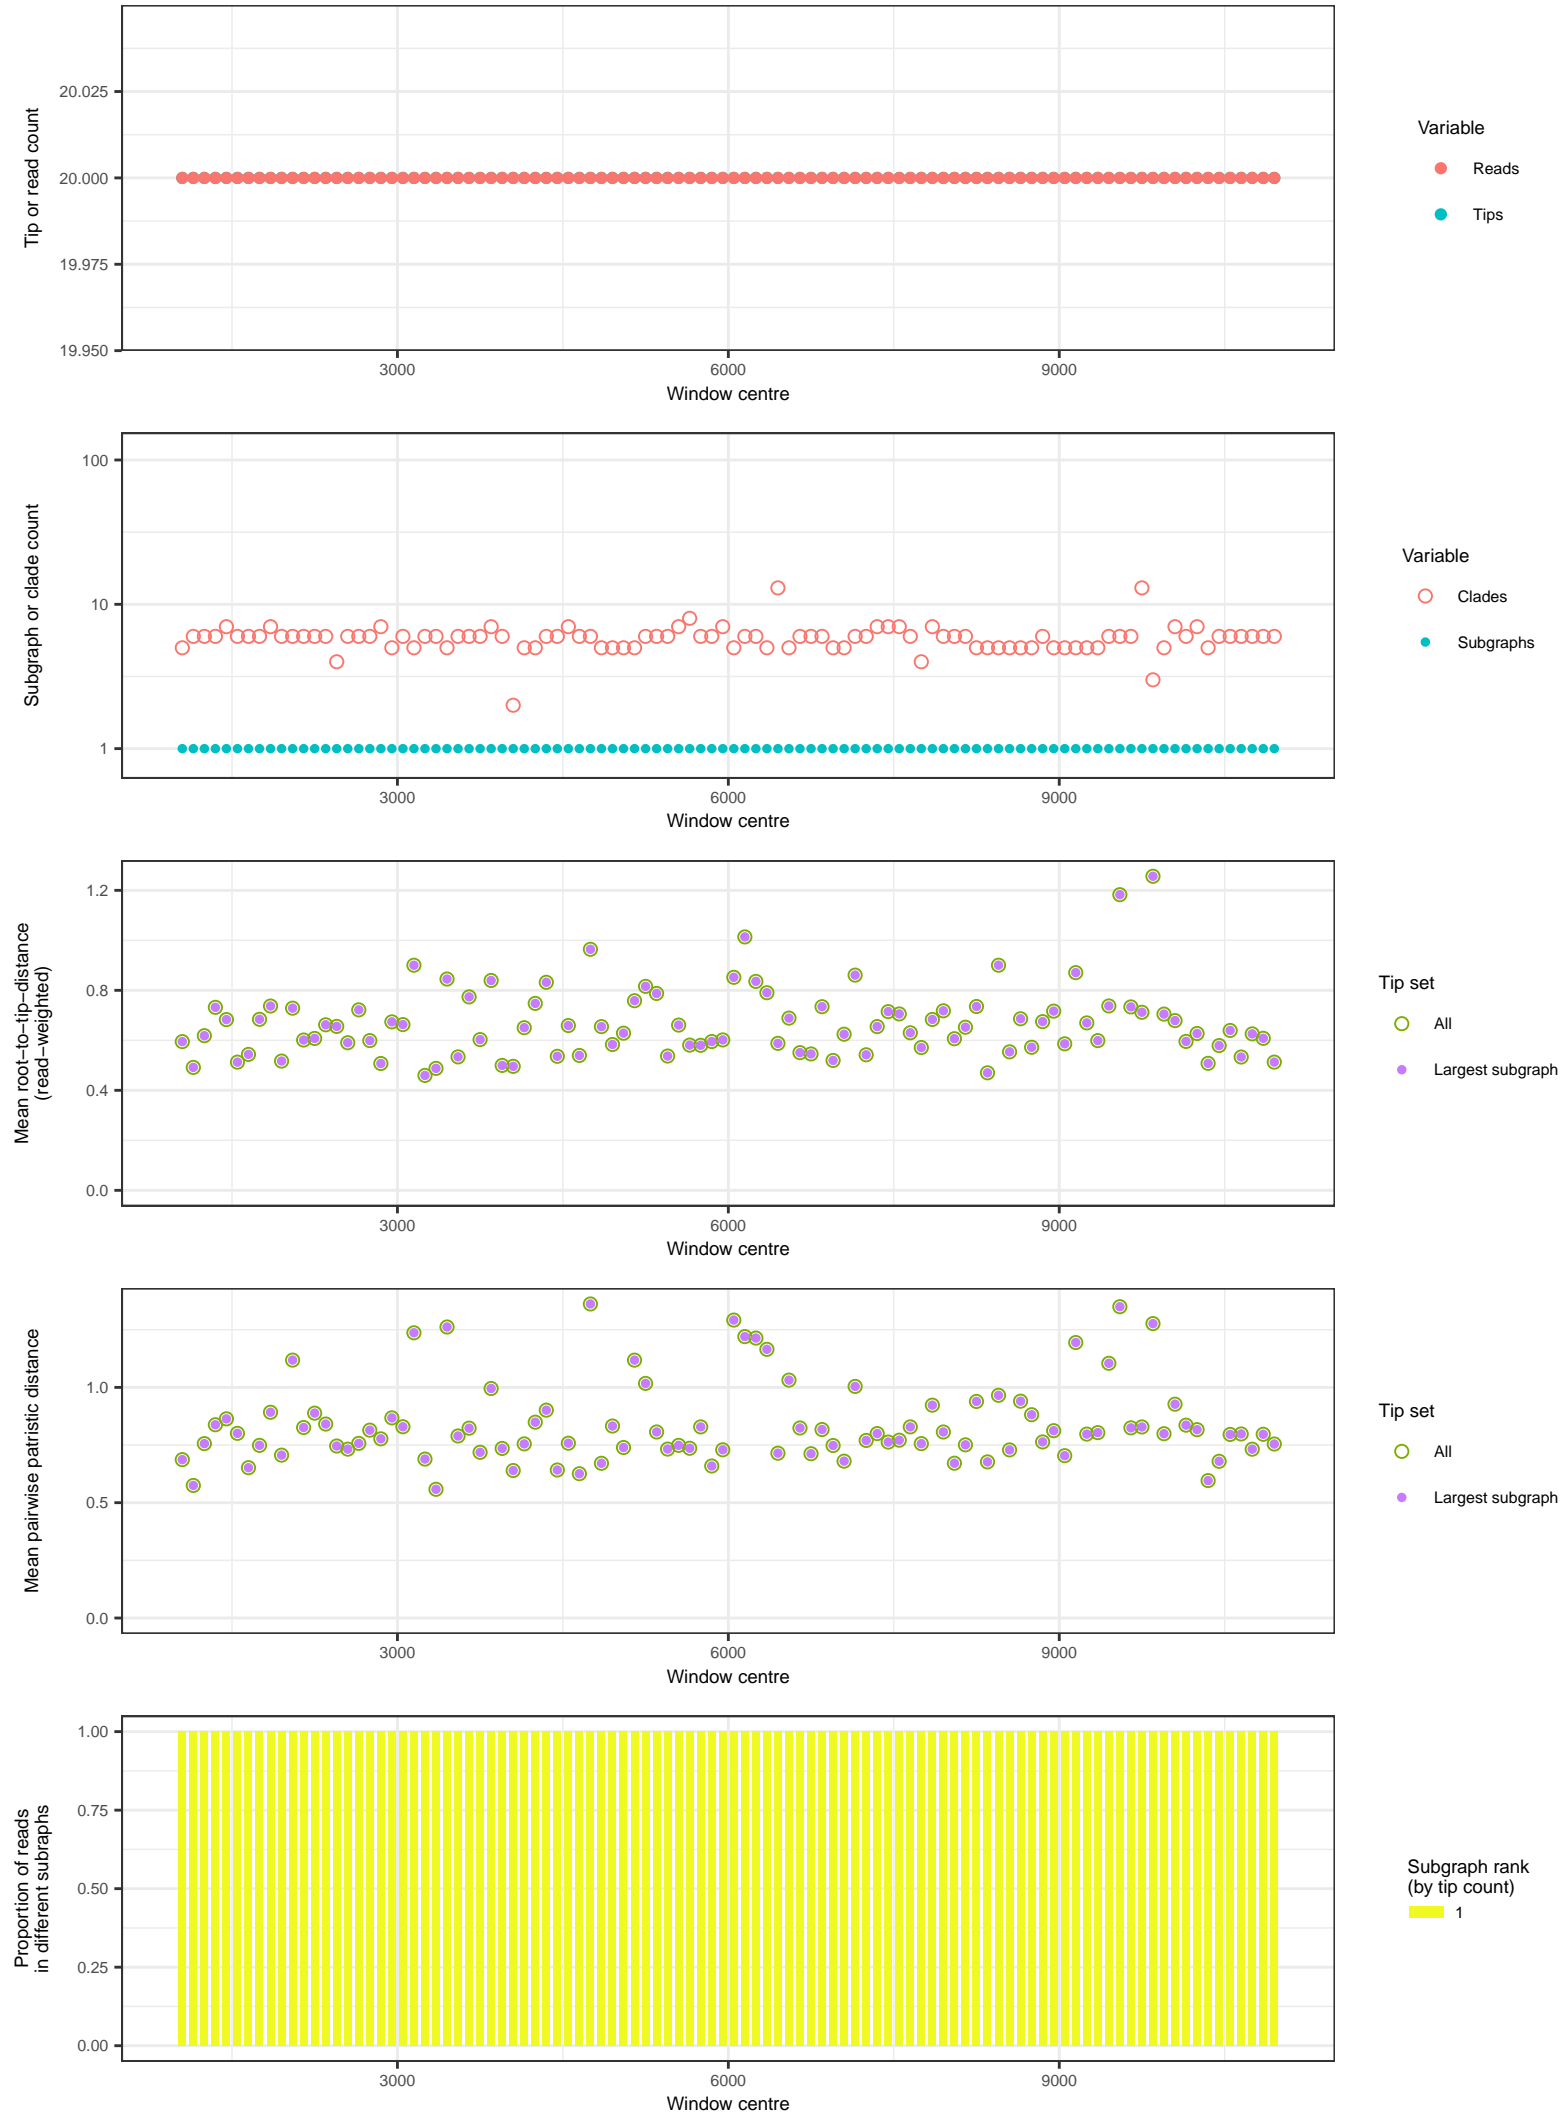 20.025
20.000
19.975
19.950
Tip or read count
3000
6000
9000
Window centre
Variable
Reads
Tips
100
10
1
Subgraph or clade count
3000
6000
9000
Window centre
Variable
Clades
Subgraphs
1.2
0.8
0.4
0.0
Mean root−to−tip−distance
(read−weighted)
3000
6000
9000
Window centre
Tip set
All
Largest subgraph
1.0
0.5
0.0
Mean pairwise patristic distance
3000
6000
9000
Window centre
Tip set
All
Largest subgraph
1.00
0.75
0.50
0.25
0.00
Proportion of reads
in different subraphs
3000
6000
9000
Window centre
Subgraph rank
(by tip count)
1